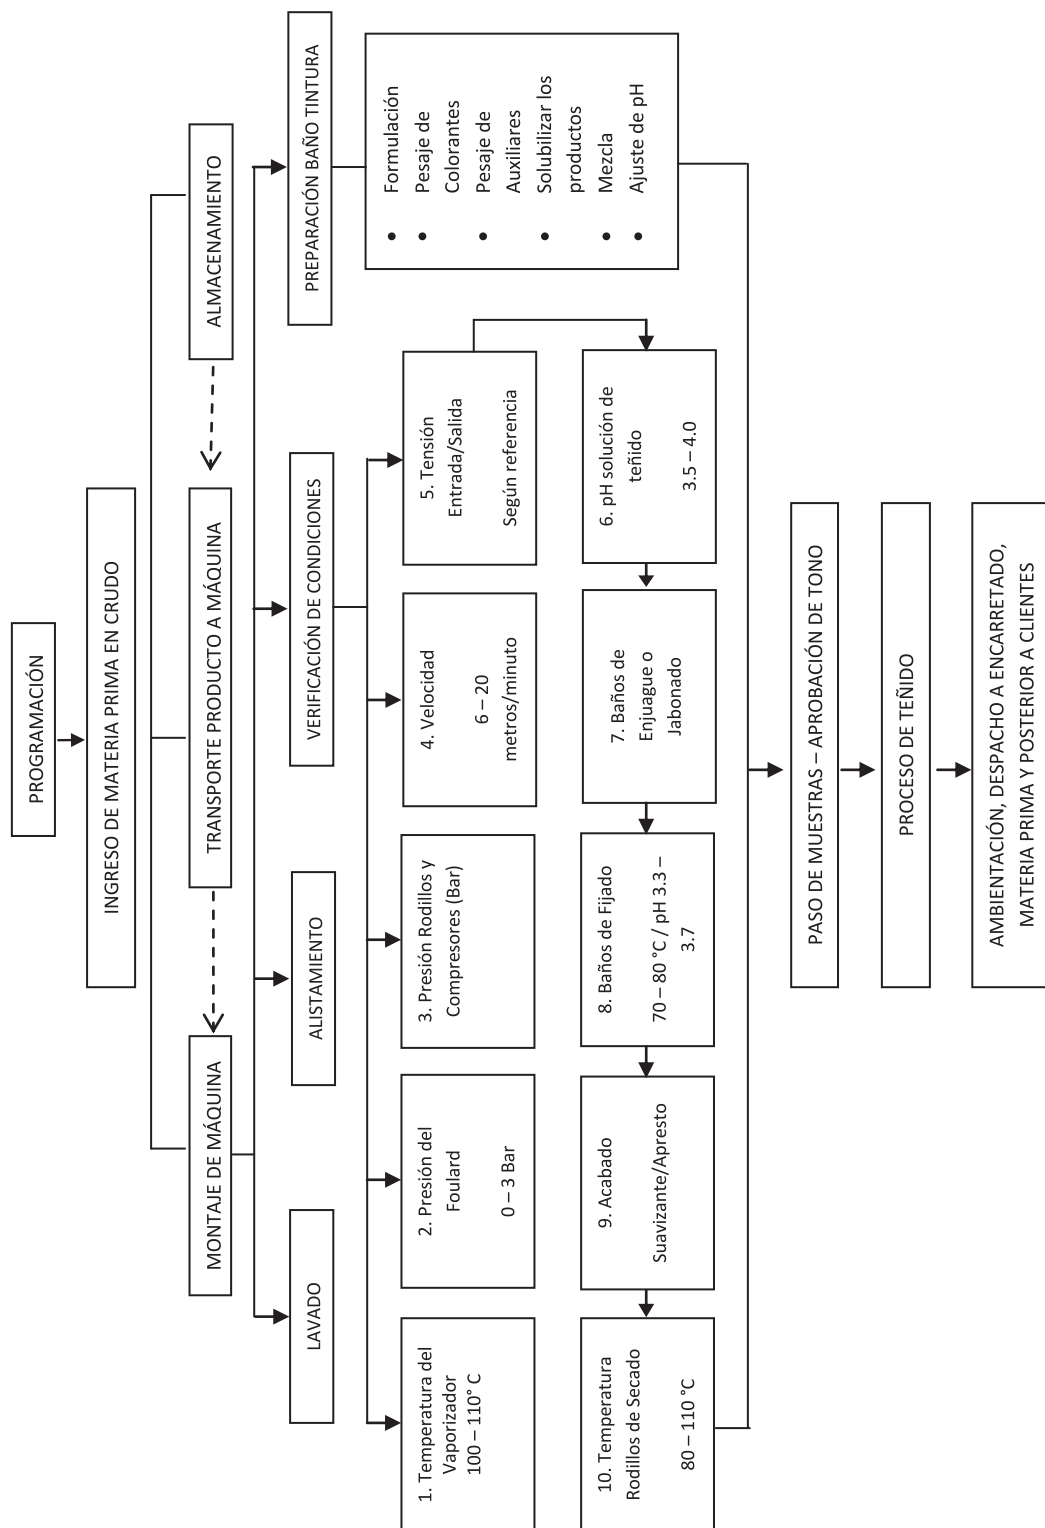 PROGRAMACIÓN
INGRESO DE MATERIA PRIMA EN CRUDO
MONTAJE DE MÁQUINA
TRANSPORTE PRODUCTO A MÁQUINA
ALMACENAMIENTO
LAVADO
ALISTAMIENTO
VERIFICACIÓN DE CONDICIONES
PREPARACIÓN BAÑO TINTURA
1. Temperatura del
Vaporizador
100 – 110° C
2. Presión del
Foulard
0 – 3 Bar
3. Presión Rodillos y
Compresores (Bar)
4. Velocidad
6 – 20
metros/minuto
5. Tensión
Entrada/Salida
Según referencia
• Formulación
• Pesaje de
Colorantes
• Pesaje de
Auxiliares
• Solubilizar los
productos
• Mezcla
• Ajuste de pH
6. pH solución de
teñido
3.5 – 4.0
7. Baños de
Enjuague o
Jabonado
8. Baños de Fijado
70 – 80 °C / pH 3.3 –
3.7
9. Acabado
Suavizante/Apresto
10. Temperatura
Rodillos de Secado
80 – 110 °C
PASO DE MUESTRAS – APROBACIÓN DE TONO
PROCESO DE TEÑIDO
AMBIENTACIÓN, DESPACHO A ENCARRETADO,
MATERIA PRIMA Y POSTERIOR A CLIENTES